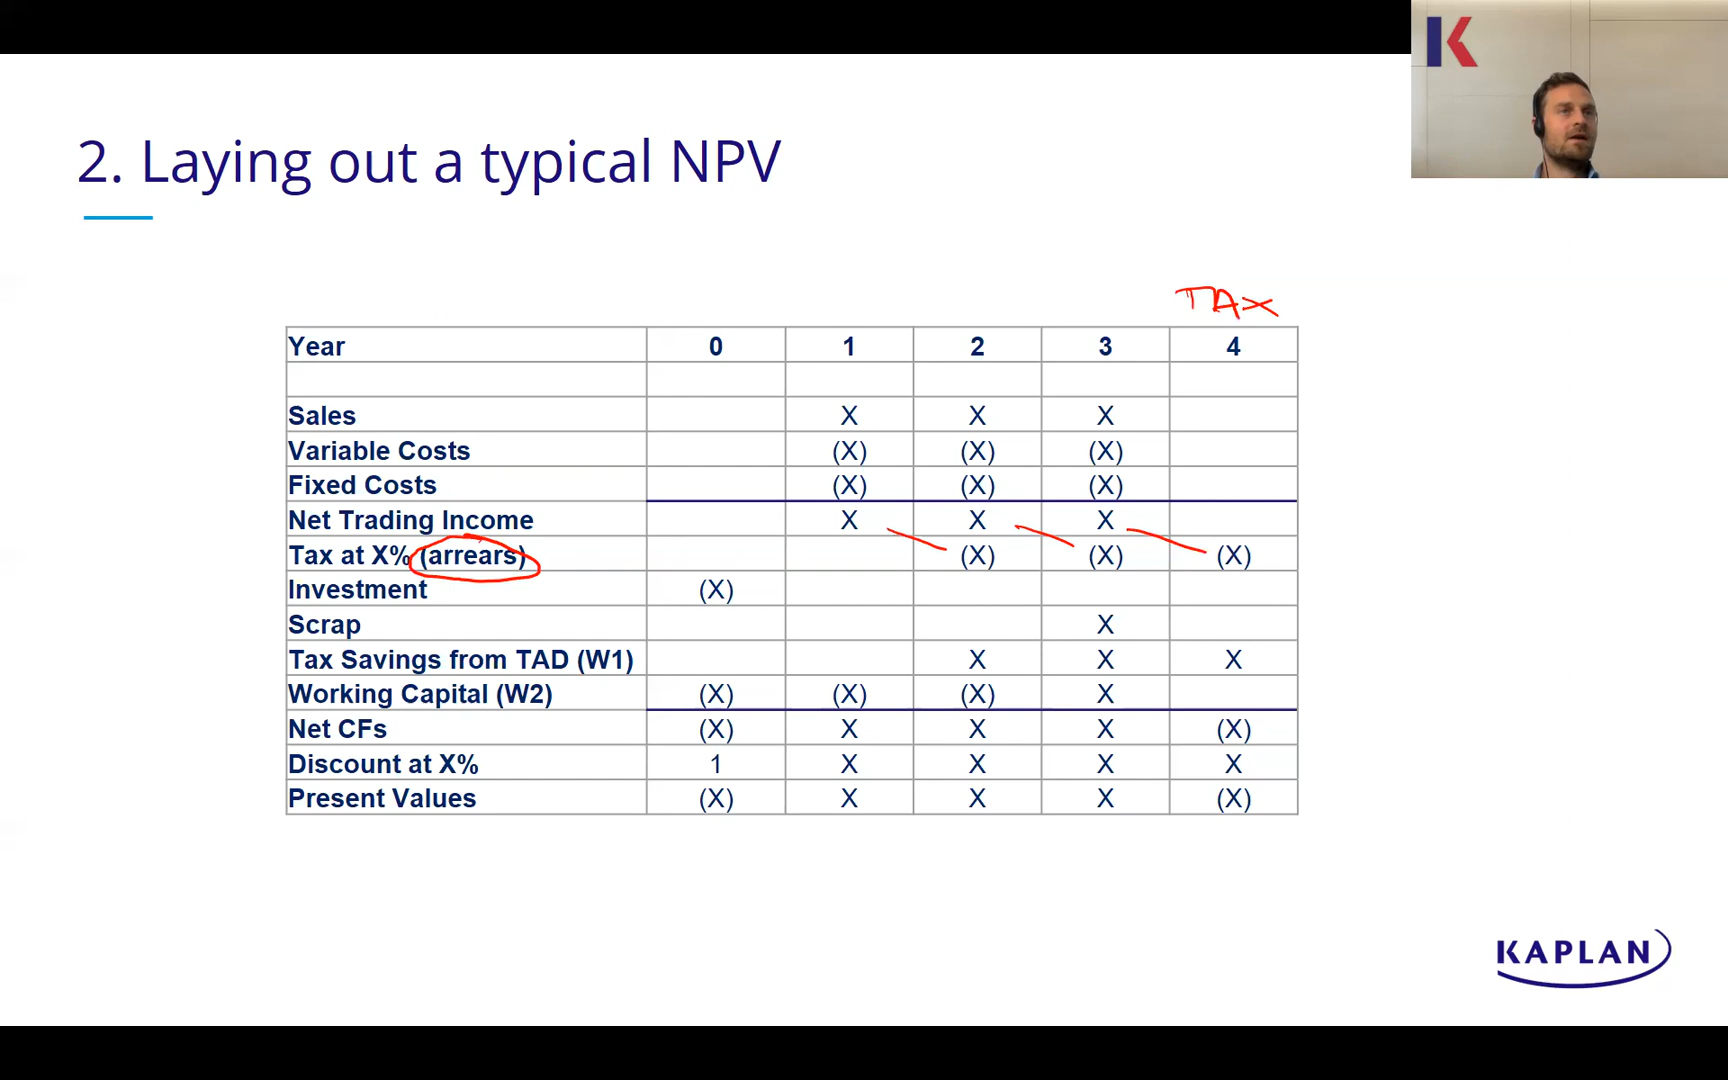 K
2. Laying out a typical NPV
TAX
Year 0 1 2 3 4
Sales X X X
Variable Costs (X) (X) (X)
Fixed Costs (X) (X) (X)
Net Trading Income X X X
Tax at X% (arrears) (X) (X) (X)
Investment (X)
Scrap X
Tax Savings from TAD (W1) X X X
Working Capital (W2) (X) (X) (X) X
Net CFs (X) X X X (X)
Discount at X% 1 X X X X
Present Values (X) X X X (X)
KAPLAN